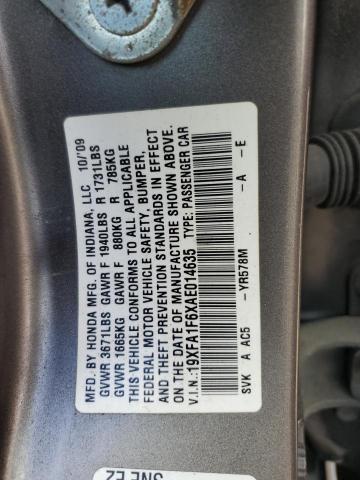 MFD. BY HONDA MFG. OF INDIANA, LLC 10/'09
GVWR 3671LBS GAWR F 1940LBS R 1731LBS
GVWR 1665KG GAWR F 880KG R 785KG
THIS VEHICLE CONFORMS TO ALL APPLICABLE
FEDERAL MOTOR VEHICLE SAFETY, BUMPER,
AND THEFT PREVENTION STANDARDS IN EFFECT
ON THE DATE OF MANUFACTURE SHOWN ABOVE.
V.I.N.:19XFA1F6XAE014635 TYPE: PASSENGER CAR
SVK A AC5 -YR578M -A -E